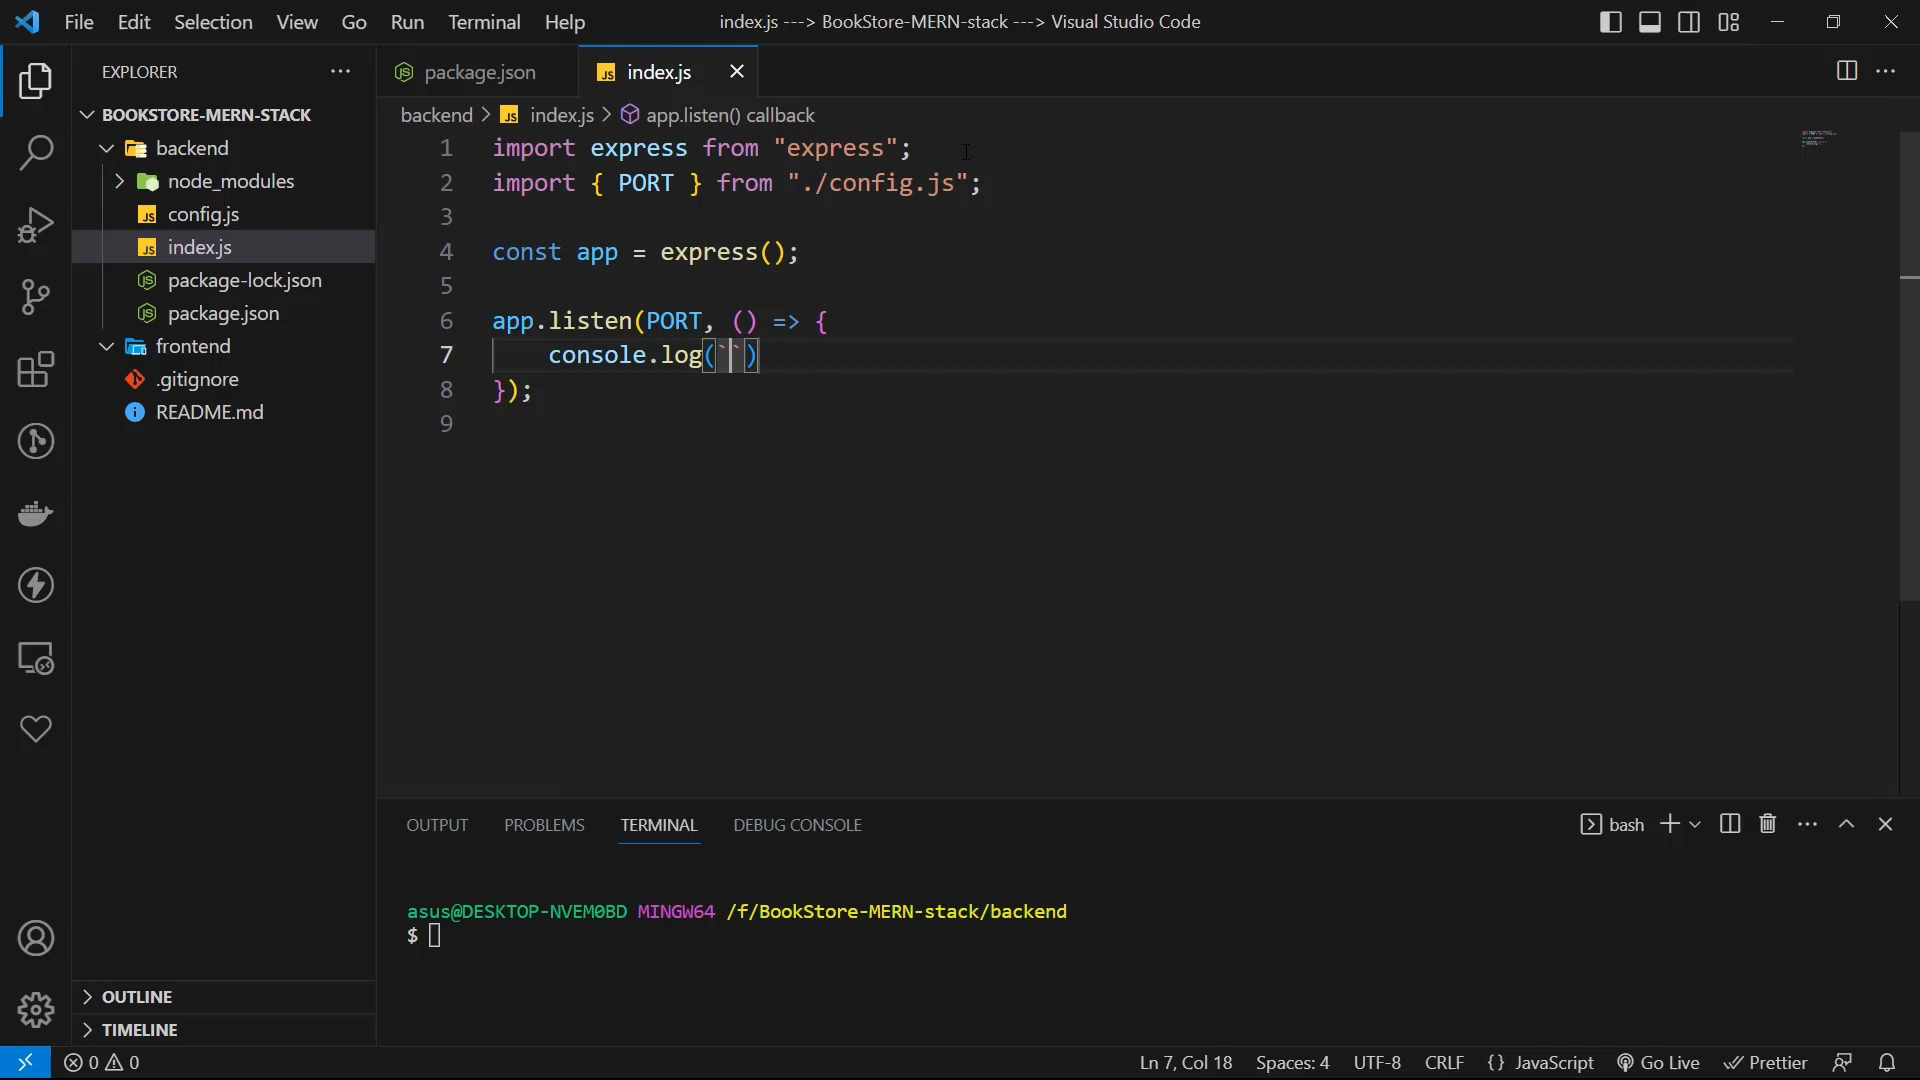 File Edit Selection View Go Run Terminal Help
index.js ---> BookStore-MERN-stack ---> Visual Studio Code
EXPLORER
BOOKSTORE-MERN-STACK
backend
node_modules
config.js
index.js
package-lock.json
package.json
frontend
.gitignore
README.md
OUTLINE
TIMELINE
package.json
index.js
backend > index.js > app.listen() callback
1 import express from "express";
2 import { PORT } from "./config.js";
3
4 const app = express();
5
6 app.listen(PORT, () => {
7 console.log(``)
8 });
9
OUTPUT PROBLEMS TERMINAL DEBUG CONSOLE
bash
asus@DESKTOP-NVEM0BD MINGW64 /f/BookStore-MERN-stack/backend
$
0 0
Ln 7, Col 18 Spaces: 4 UTF-8 CRLF {} JavaScript Go Live Prettier